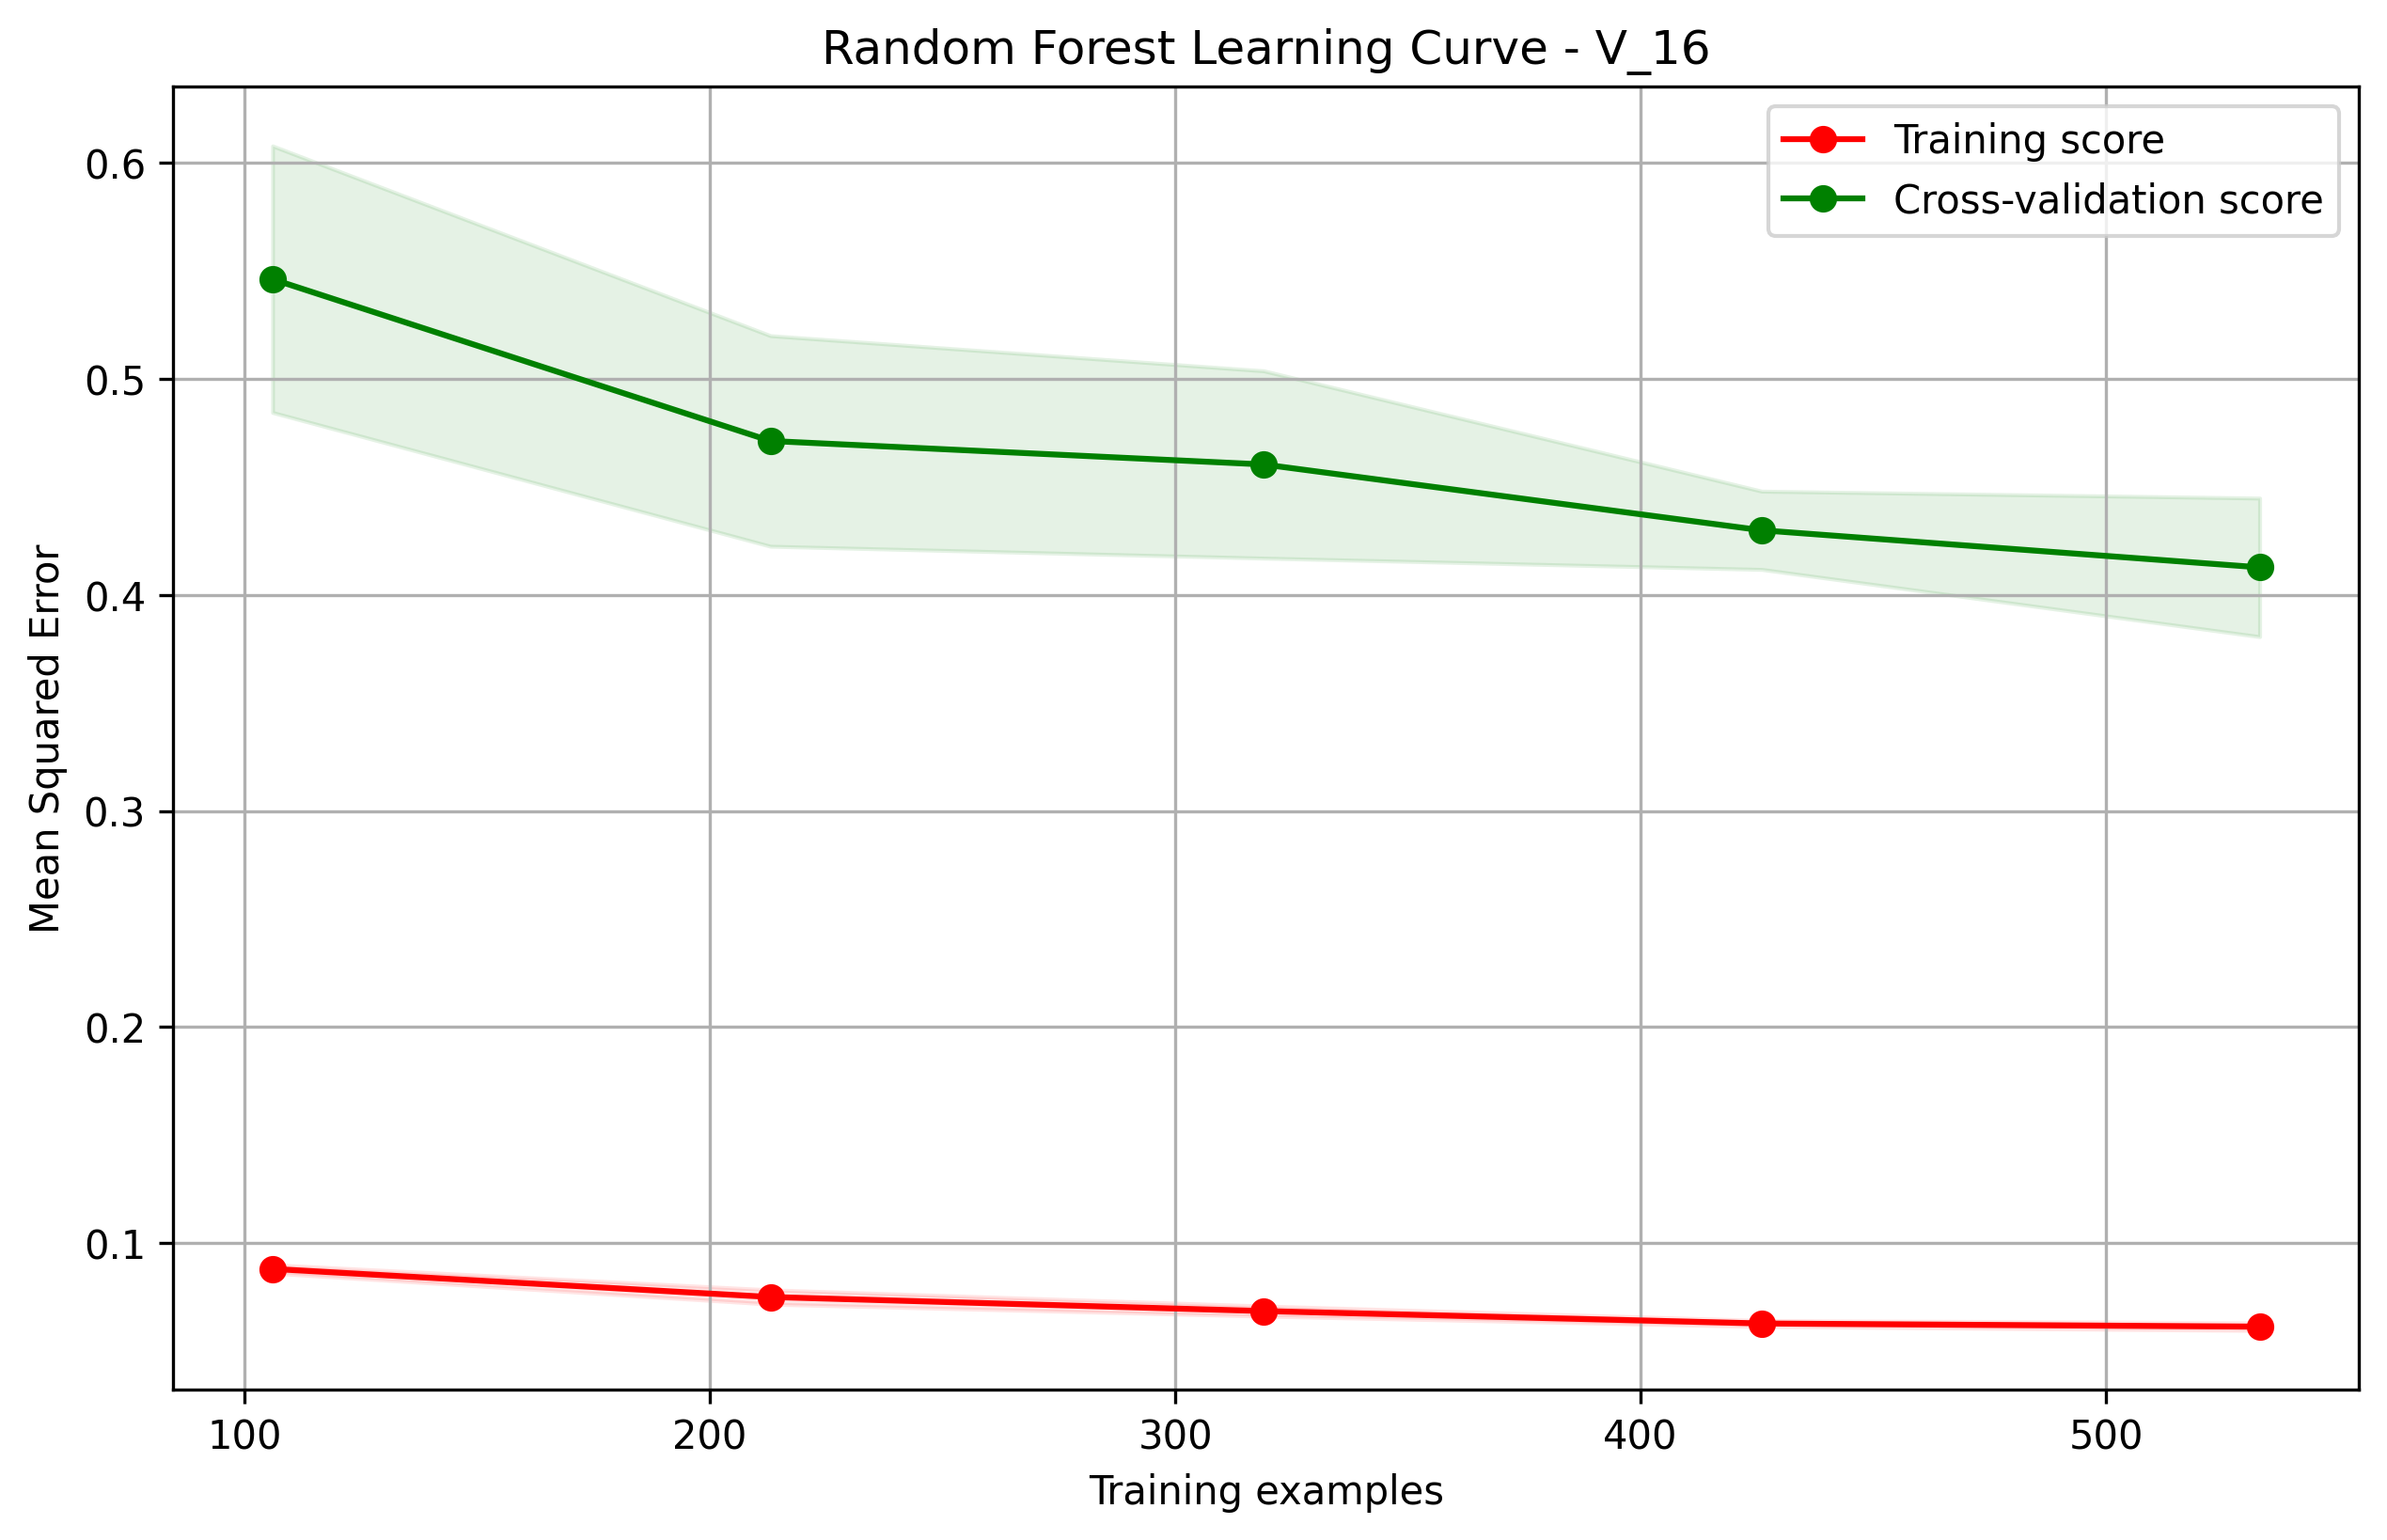 Random Forest Learning Curve - V_16
Training score
Cross-validation score
0.6
0.5
0.4
0.3
0.2
0.1
Mean Squared Error
100 200 300 400 500
Training examples